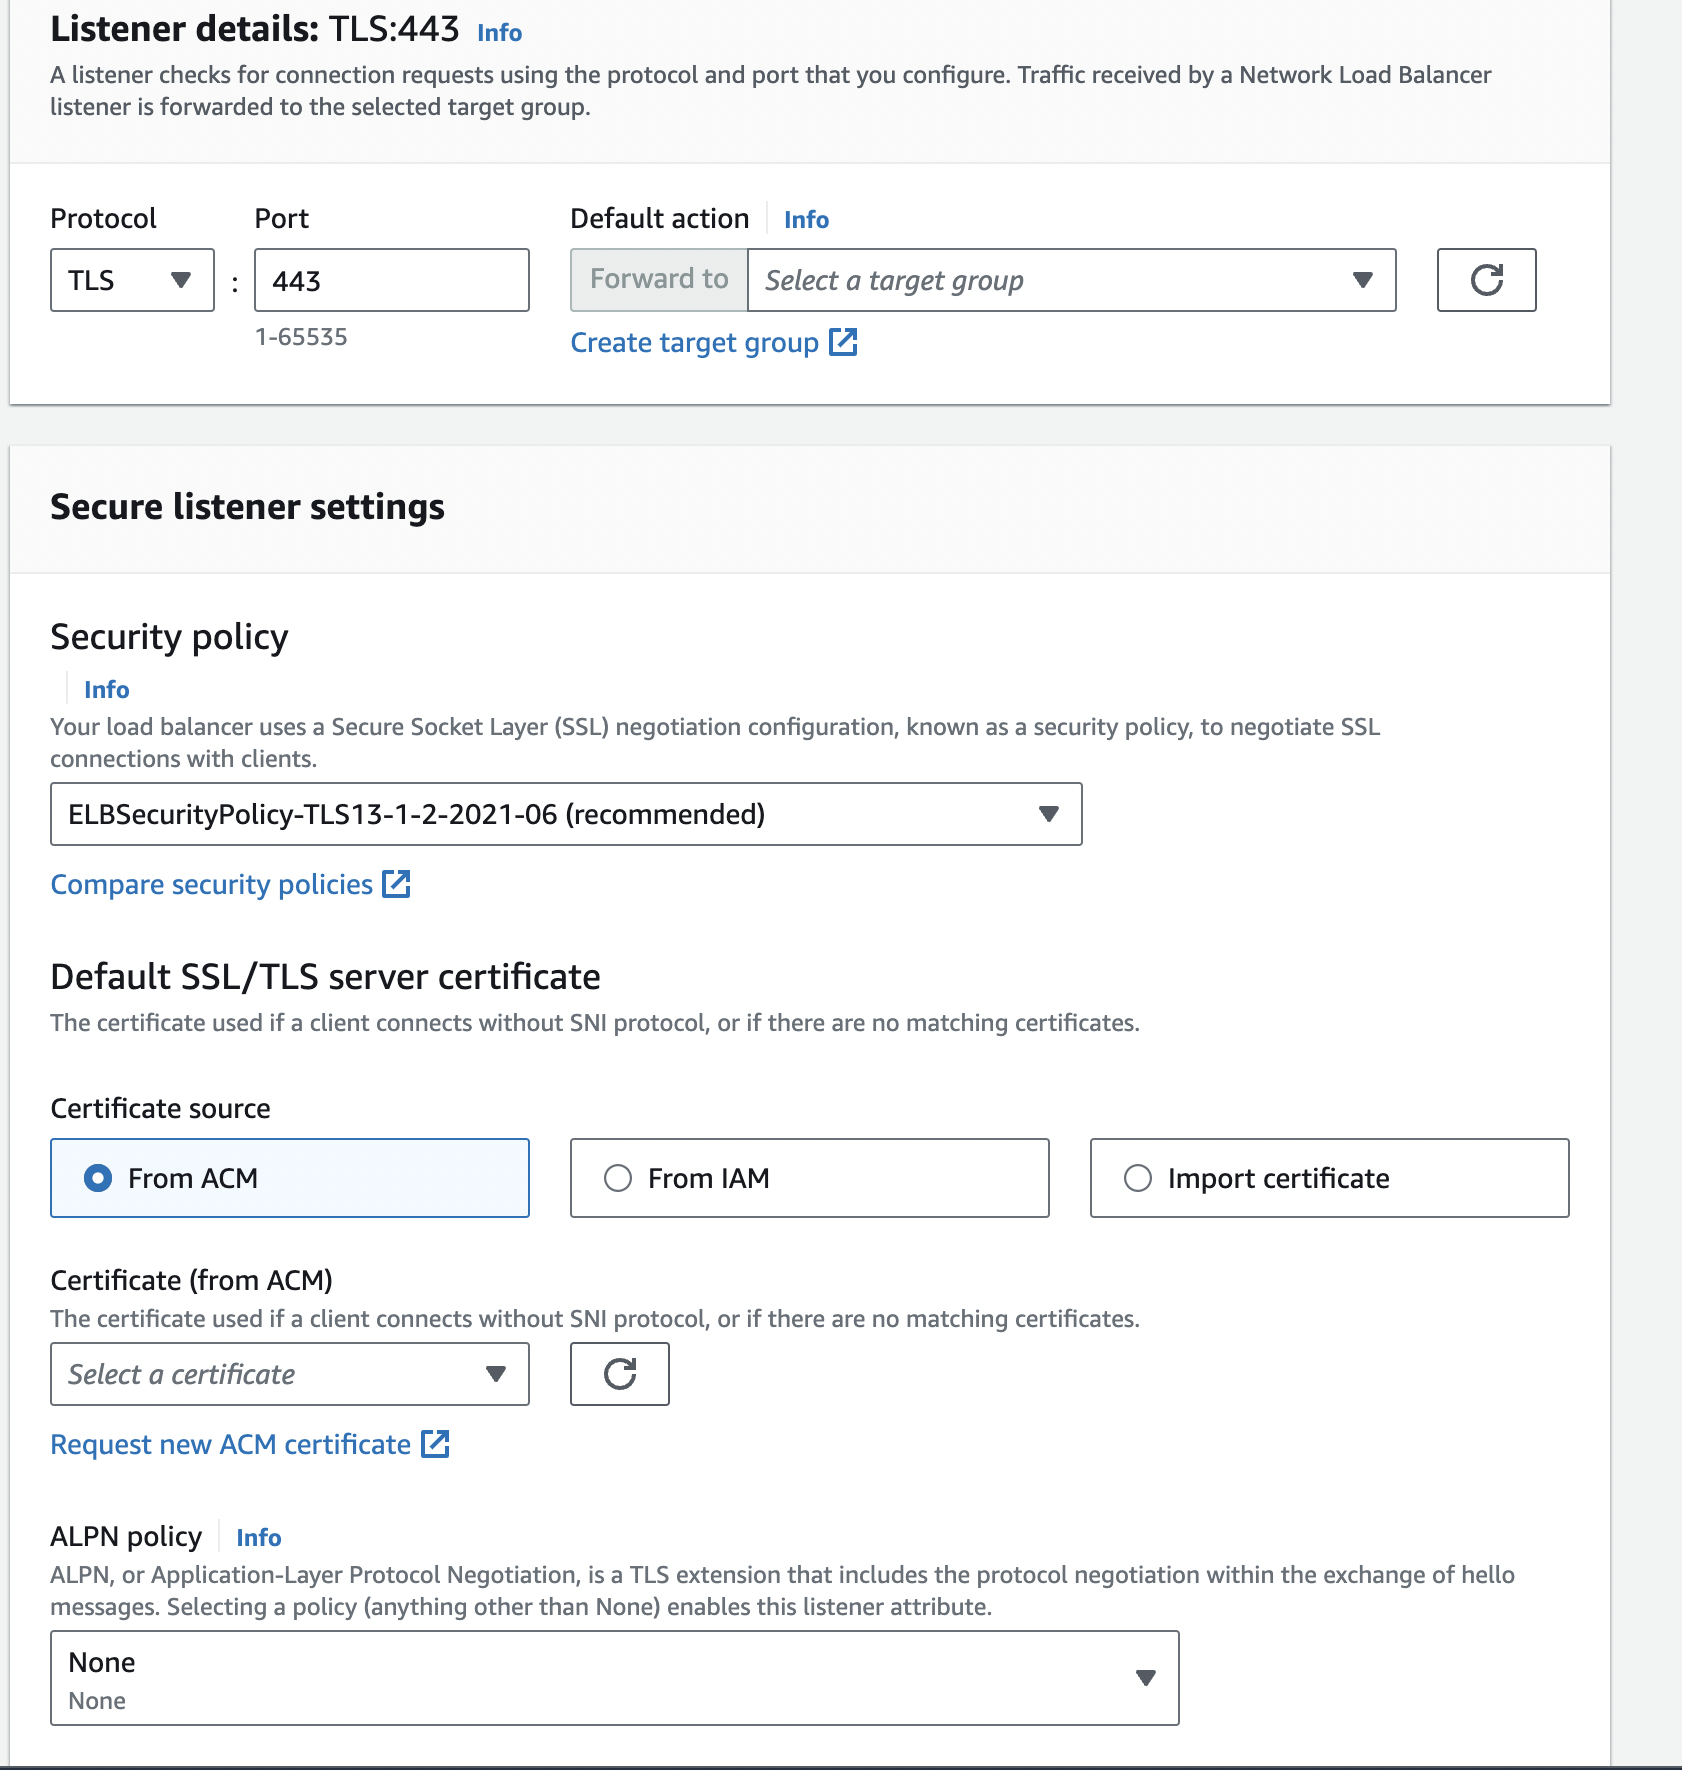 Listener details: TLS:443 Info
A listener checks for connection requests using the protocol and port that you configure. Traffic received by a Network Load Balancer
listener is forwarded to the selected target group.
Protocol Port Default action Info
TLS : 443 Forward to Select a target group
1-65535
Create target group
Secure listener settings
Security policy
Info
Your load balancer uses a Secure Socket Layer (SSL) negotiation configuration, known as a security policy, to negotiate SSL
connections with clients.
ELBSecurityPolicy-TLS13-1-2-2021-06 (recommended)
Compare security policies
Default SSL/TLS server certificate
The certificate used if a client connects without SNI protocol, or if there are no matching certificates.
Certificate source
From ACM From IAM Import certificate
Certificate (from ACM)
The certificate used if a client connects without SNI protocol, or if there are no matching certificates.
Select a certificate
Request new ACM certificate
ALPN policy Info
ALPN, or Application-Layer Protocol Negotiation, is a TLS extension that includes the protocol negotiation within the exchange of hello
messages. Selecting a policy (anything other than None) enables this listener attribute.
None
None